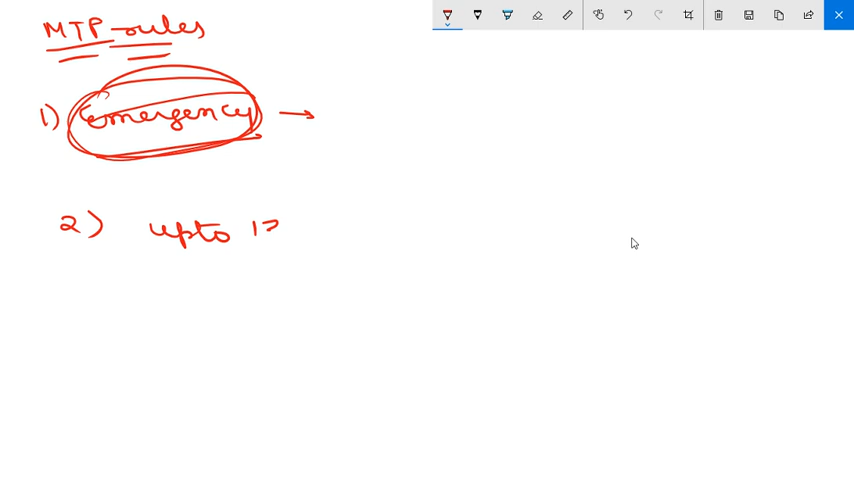 MTP rules
1) Emergency →
2) upto 12